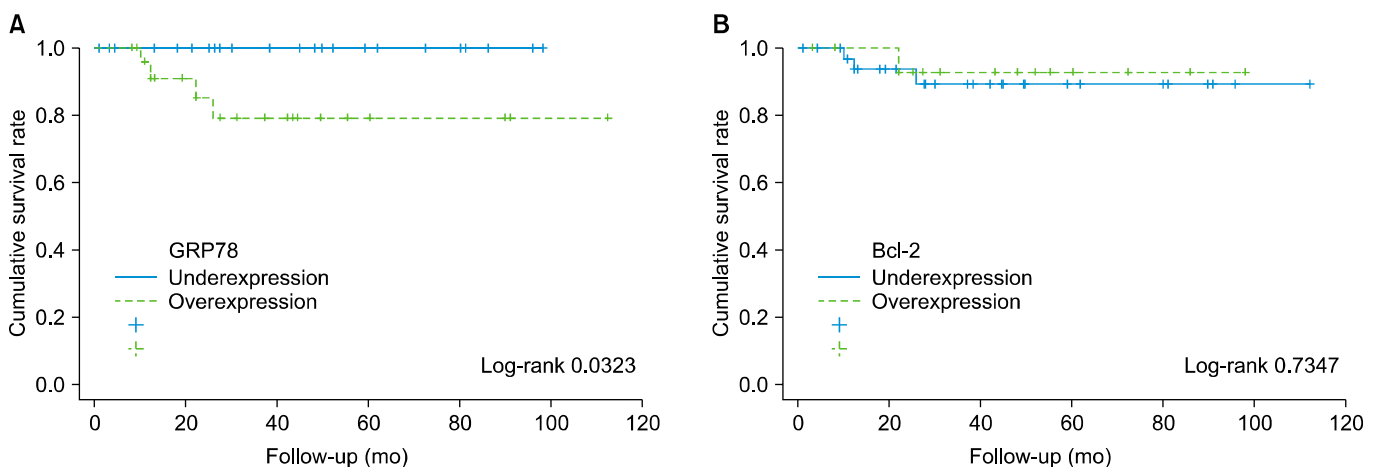 A
Cumulative survival rate
1.0
0.8
0.6
0.4
0.2
0.0
GRP78
Underexpression
Overexpression
Log-rank 0.0323
0 20 40 60 80 100 120
Follow-up (mo)
B
Cumulative survival rate
1.0
0.8
0.6
0.4
0.2
0.0
Bcl-2
Underexpression
Overexpression
Log-rank 0.7347
0 20 40 60 80 100 120
Follow-up (mo)